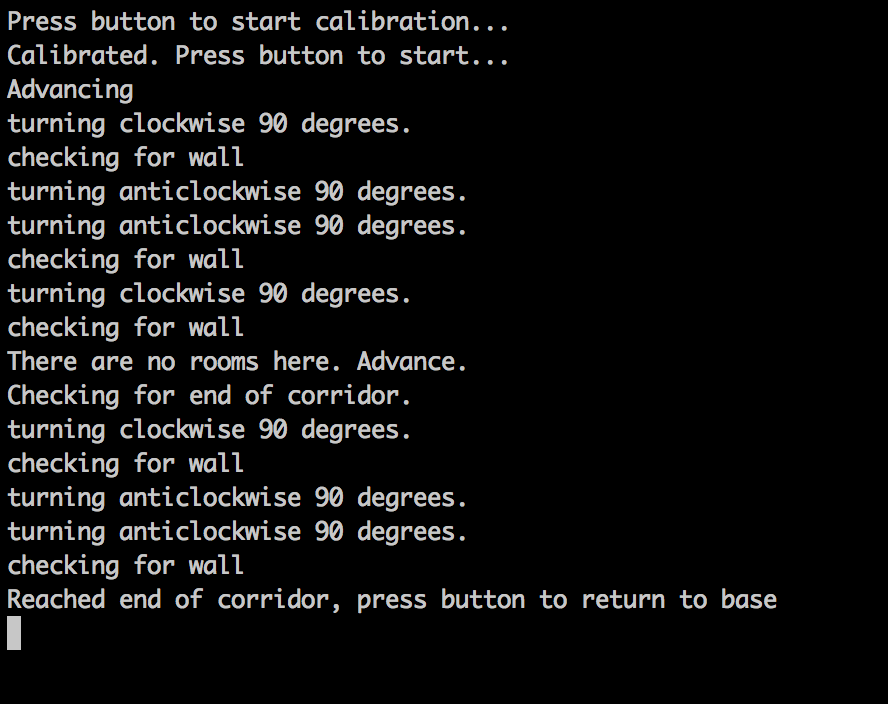 Press button to start calibration...
Calibrated. Press button to start...
Advancing
turning clockwise 90 degrees.
checking for wall
turning anticlockwise 90 degrees.
turning anticlockwise 90 degrees.
checking for wall
turning clockwise 90 degrees.
checking for wall
There are no rooms here. Advance.
Checking for end of corridor.
turning clockwise 90 degrees.
checking for wall
turning anticlockwise 90 degrees.
turning anticlockwise 90 degrees.
checking for wall
Reached end of corridor, press button to return to base